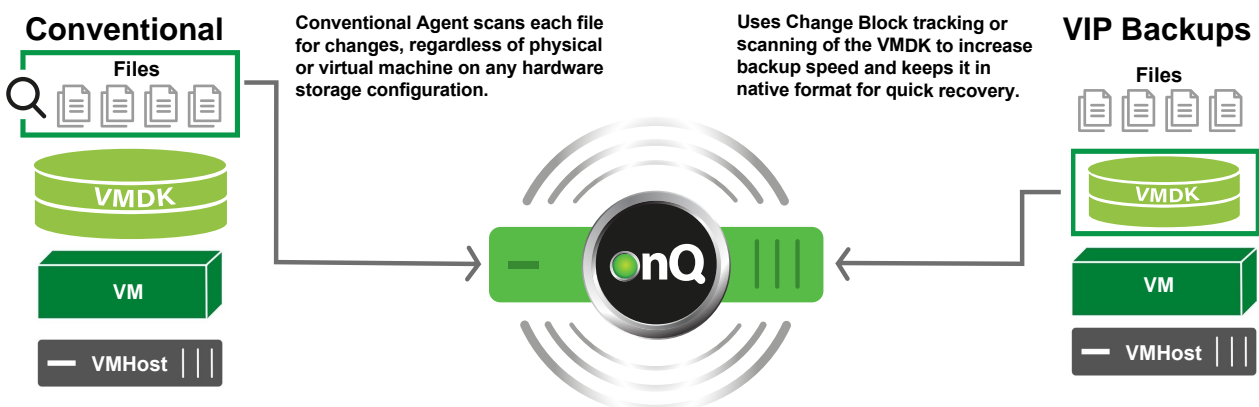 Conventional
Files
VMDK
VM
VMHost
Conventional Agent scans each file
for changes, regardless of physical
or virtual machine on any hardware
storage configuration.
onQ
Uses Change Block tracking or
scanning of the VMDK to increase
backup speed and keeps it in
native format for quick recovery.
VIP Backups
Files
VMDK
VM
VMHost